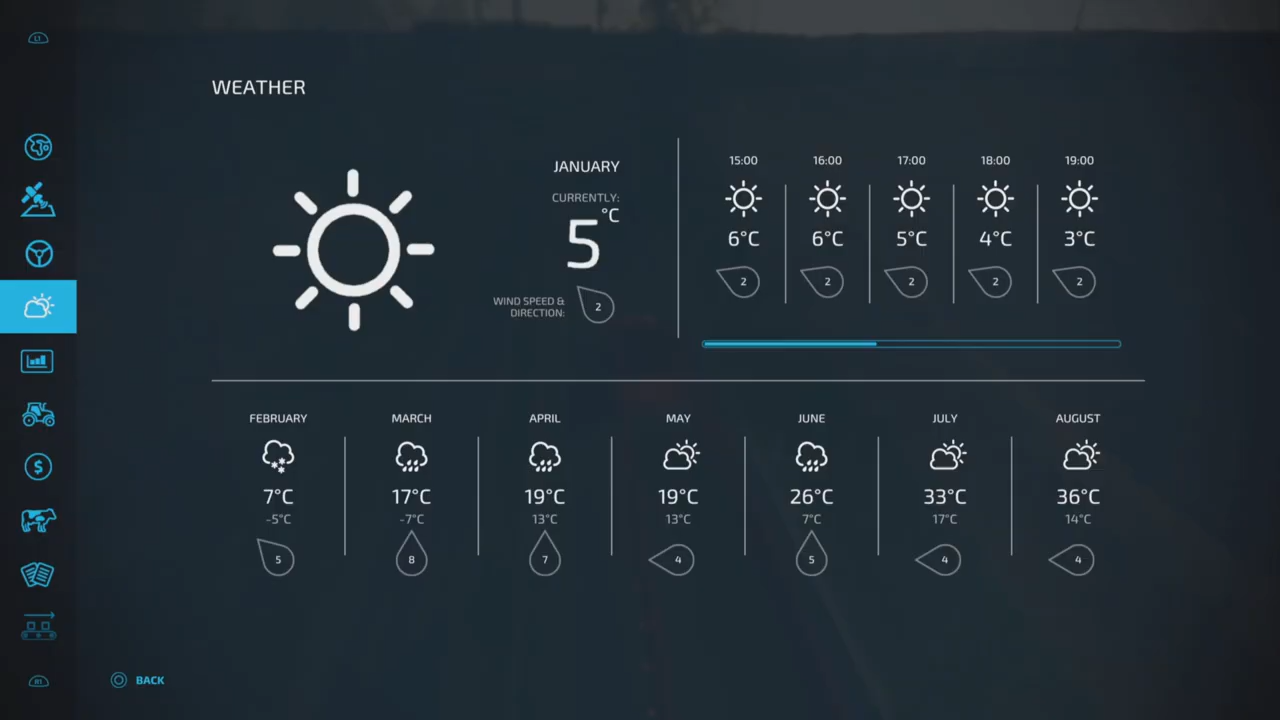 L1
WEATHER
JANUARY
CURRENTLY:
5°C
WIND SPEED &
DIRECTION:
2
15:00 16:00 17:00 18:00 19:00
6°C 6°C 5°C 4°C 3°C
2 2 2 2 2
FEBRUARY MARCH APRIL MAY JUNE JULY AUGUST
7°C 17°C 19°C 19°C 26°C 33°C 36°C
-5°C -7°C 13°C 13°C 7°C 17°C 14°C
5 8 7 4 5 4 4
$
R1
BACK